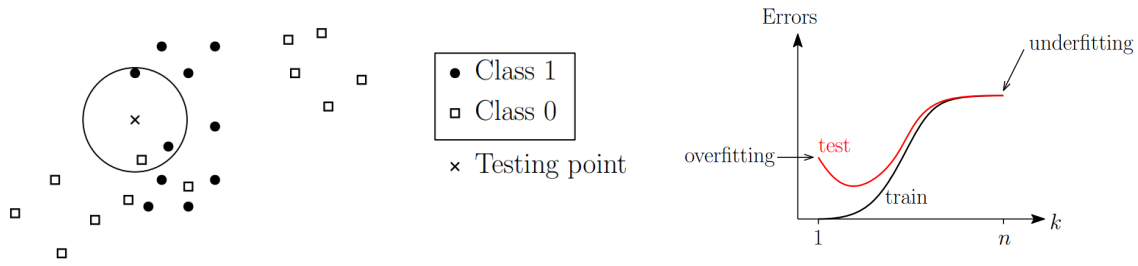 Class 1
Class 0
Testing point
Errors
underfitting
test
overfitting
train
1
n
k